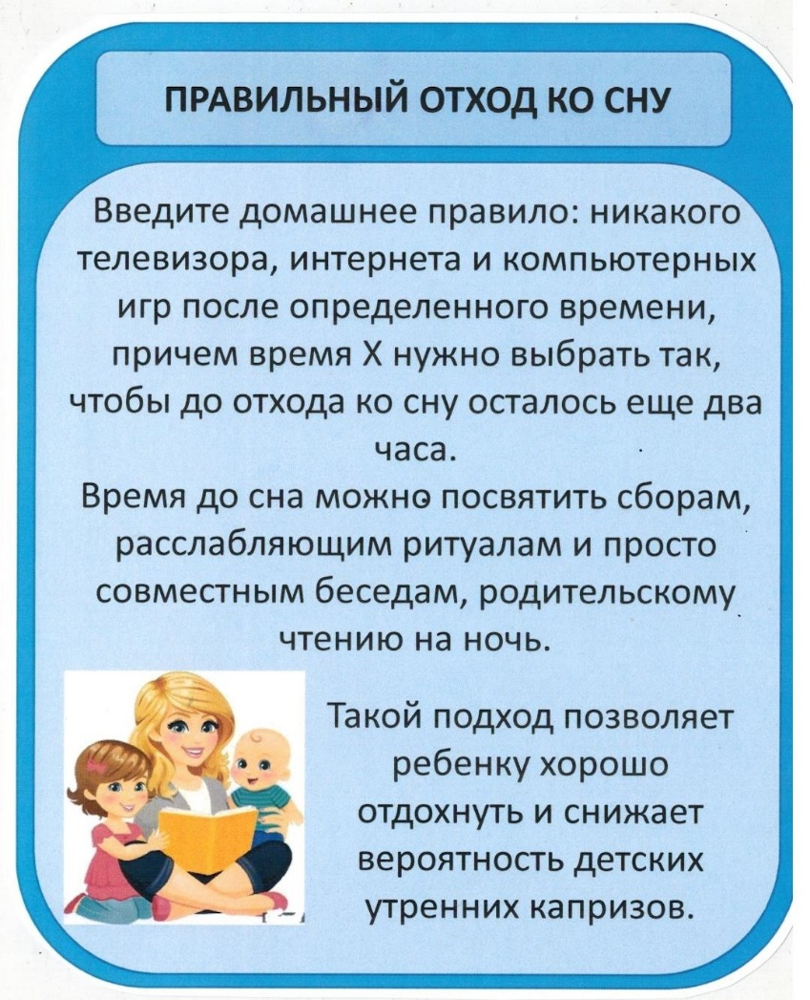 ПРАВИЛЬНЫЙ ОТХОД КО СНУ
Введите домашнее правило: никакого
телевизора, интернета и компьютерных
игр после определенного времени,
причем время Х нужно выбрать так,
чтобы до отхода ко сну осталось еще два
часа.
Время до сна можно посвятить сборам,
расслабляющим ритуалам и просто
совместным беседам, родительскому
чтению на ночь.
Такой подход позволяет
ребенку хорошо
отдохнуть и снижает
вероятность детских
утренних капризов.